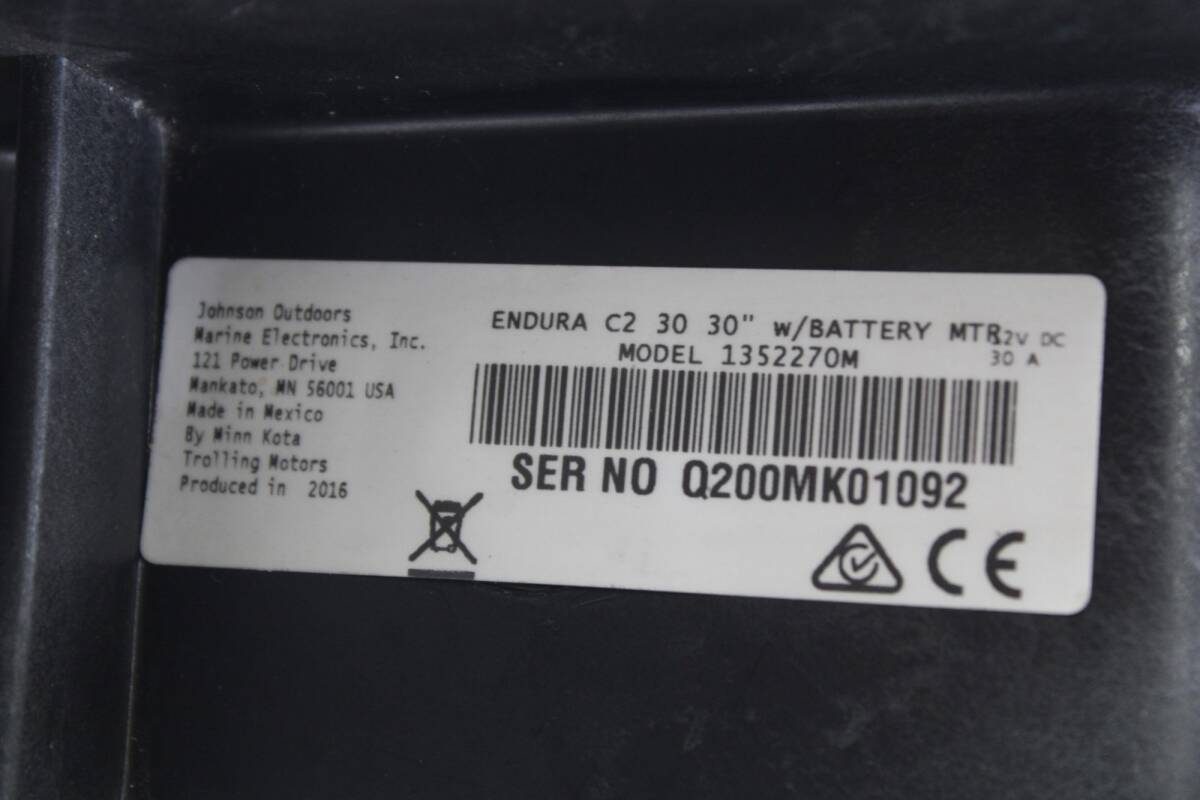 Johnson Outdoors
Marine Electronics, Inc.
121 Power Drive
Mankato, MN 56001 USA
Made in Mexico
By Minn Kota
Trolling Motors
Produced in 2016
ENDURA C2 30 30" w/BATTERY MTR
12V DC
30 A
MODEL 1352270M
SER NO Q200MK01092
CE